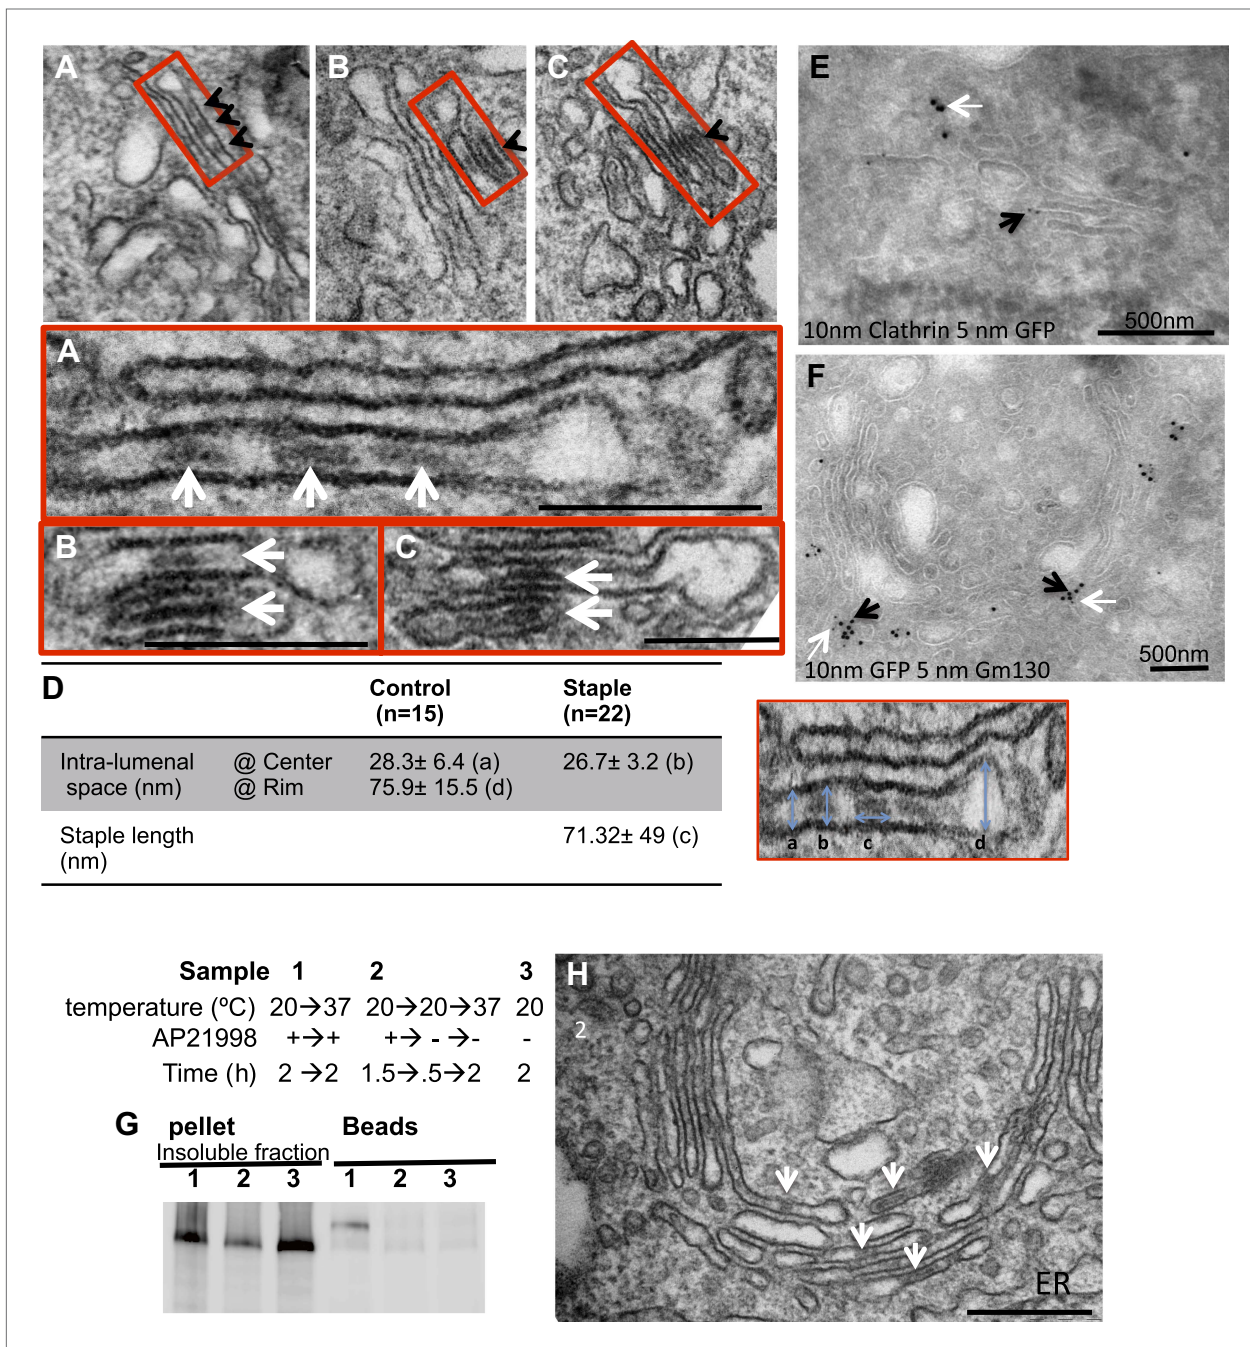 A
B
C
E
10nm Clathrin 5 nm GFP
500nm
A
B
C
F
10nm GFP 5 nm Gm130
500nm
D
Control Staple
(n=15) (n=22)
Intra-lumenal @ Center 28.3± 6.4 (a) 26.7± 3.2 (b)
space (nm) @ Rim 75.9± 15.5 (d)
Staple length 71.32± 49 (c)
(nm)
a b c d
Sample 1 2 3
temperature (ºC) 20→37 20→20→37 20
AP21998 +→+ +→ - →- -
Time (h) 2 →2 1.5→.5→2 2
G pellet Beads
Insoluble fraction
1 2 3 1 2 3
H
2
ER